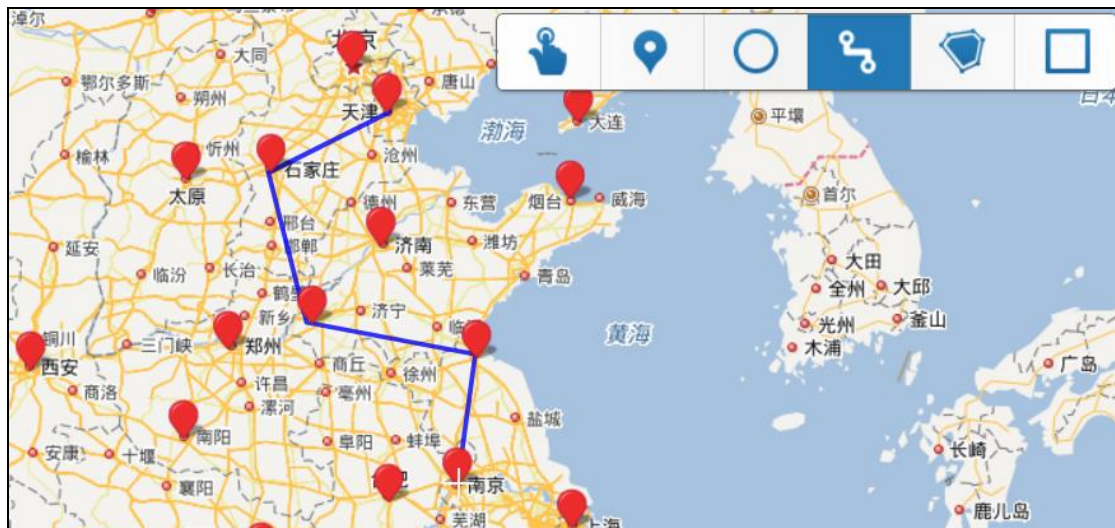 淖尔
大同
北京
鄂尔多斯
朔州
唐山
天津
大连
渤海
平壤
日本
榆林
忻州
太原
石家庄
沧州
首尔
德州
东营
烟台
威海
延安
邢台
邯郸
济南
潍坊
临汾
长治
莱芜
青岛
大田
全州
大邱
新乡
济宁
光州
釜山
铜川
三门峡
郑州
黄海
木浦
西安
商丘
徐州
广岛
商洛
许昌
亳州
漯河
盐城
南阳
阜阳
蚌埠
安康
十堰
长崎
襄阳
南京
芜湖
上海
鹿儿岛